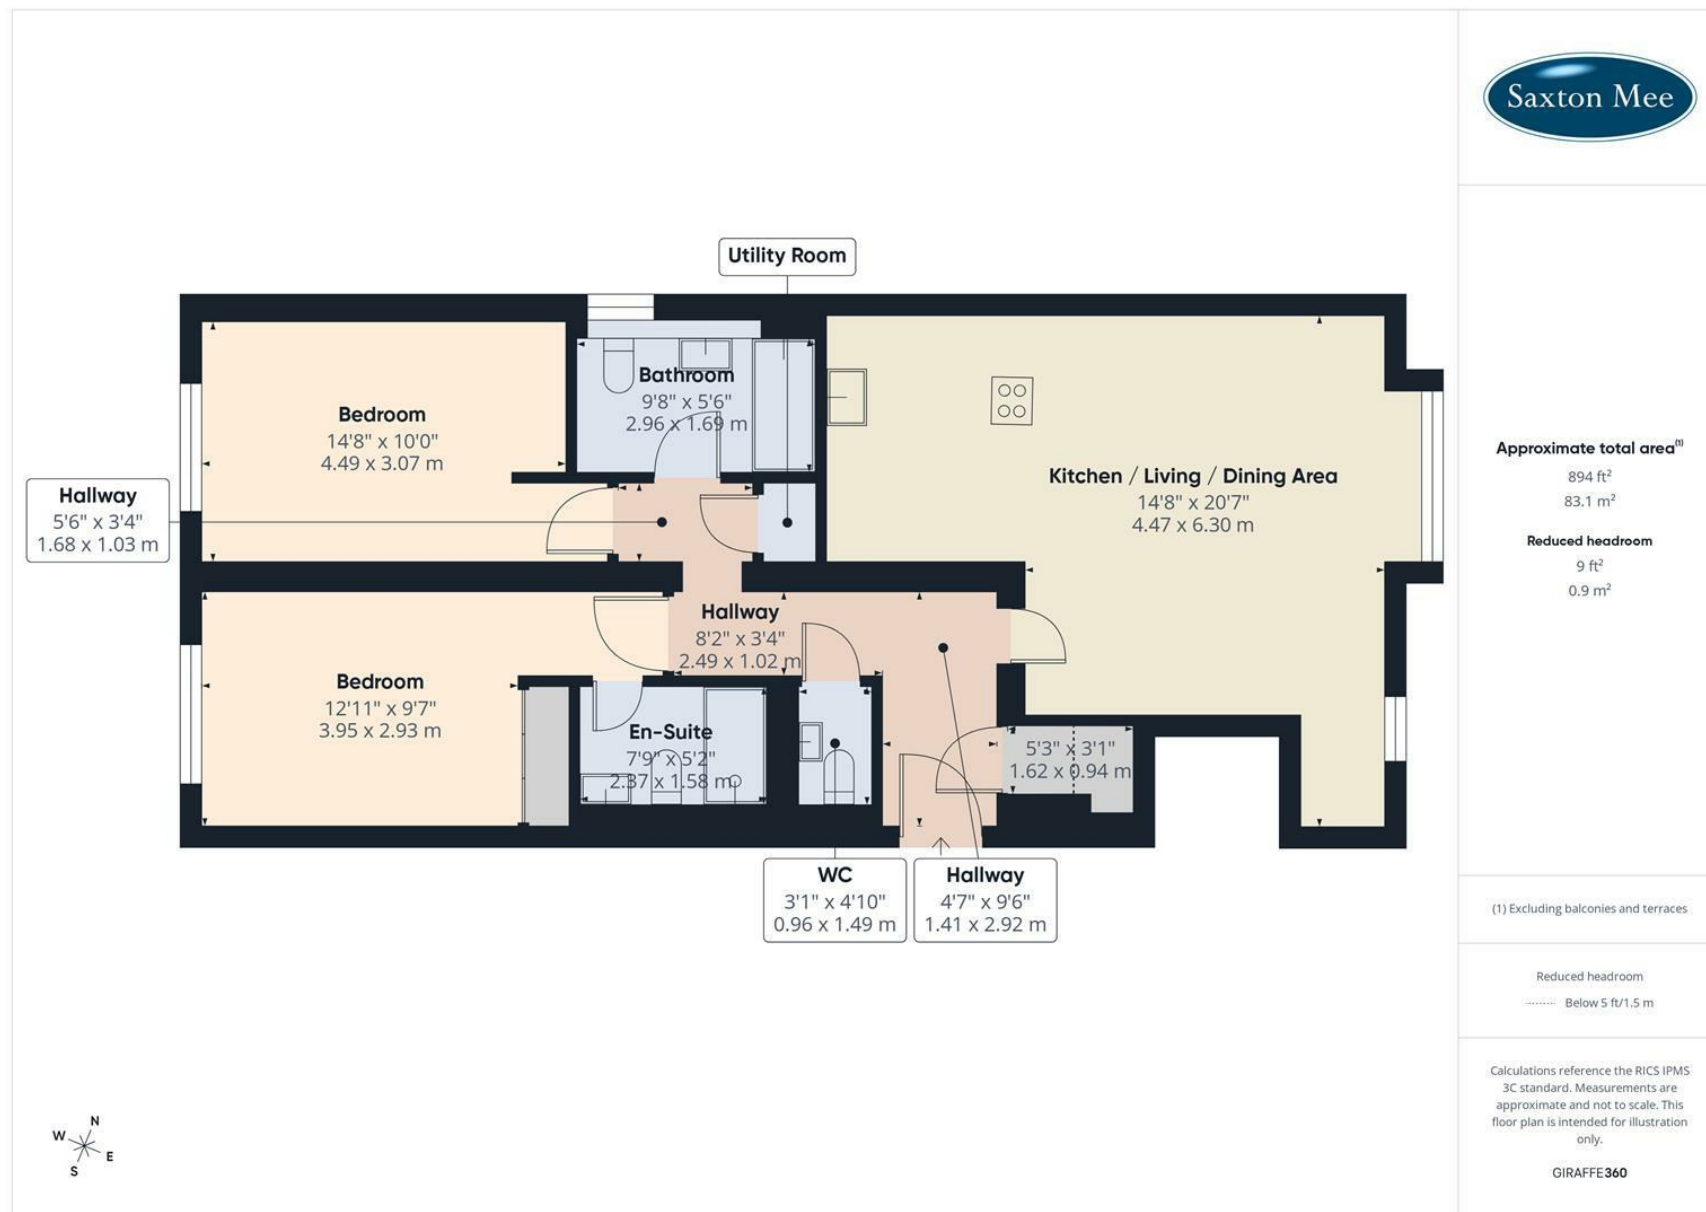 Saxton Mee
Utility Room
Bathroom
9'8" x 5'6"
2.96 x 1.69 m
Bedroom
14'8" x 10'0"
4.49 x 3.07 m
Kitchen / Living / Dining Area
14'8" x 20'7"
4.47 x 6.30 m
Hallway
5'6" x 3'4"
1.68 x 1.03 m
Hallway
8'2" x 3'4"
2.49 x 1.02 m
Bedroom
12'11" x 9'7"
3.95 x 2.93 m
En-Suite
7'9" x 5'2"
2.37 x 1.58 m
5'3" x 3'1"
1.62 x 0.94 m
WC
3'1" x 4'10"
0.96 x 1.49 m
Hallway
4'7" x 9'6"
1.41 x 2.92 m
N
W
E
S
Approximate total area(1)
894 ft²
83.1 m²
Reduced headroom
9 ft²
0.9 m²
(1) Excluding balconies and terraces
Reduced headroom
Below 5 ft/1.5 m
Calculations reference the RICS IPMS
3C standard. Measurements are
approximate and not to scale. This
floor plan is intended for illustration
only.
GIRAFFE360